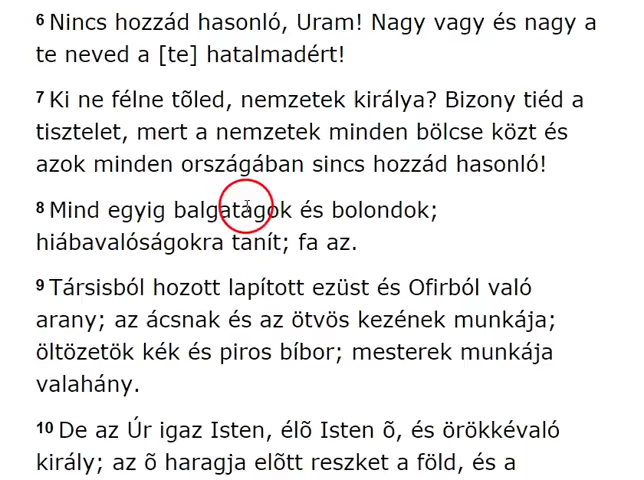 6 Nincs hozzád hasonló, Uram! Nagy vagy és nagy a
te neved a [te] hatalmadért!
7 Ki ne félne tõled, nemzetek királya? Bizony tiéd a
tisztelet, mert a nemzetek minden bölcse közt és
azok minden országában sincs hozzád hasonló!
8 Mind egyig balgatagok és bolondok;
hiábavalóságokra tanít; fa az.
9 Társisból hozott lapított ezüst és Ofirból való
arany; az ácsnak és az ötvös kezének munkája;
öltözetök kék és piros bíbor; mesterek munkája
valahány.
10 De az Úr igaz Isten, élõ Isten õ, és örökkévaló
király; az õ haragja elõtt reszket a föld, és a